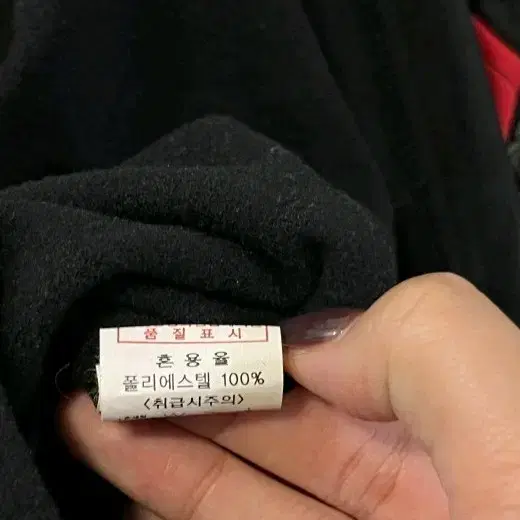 품질표시
혼용율
폴리에스텔 100%
<취급시주의>